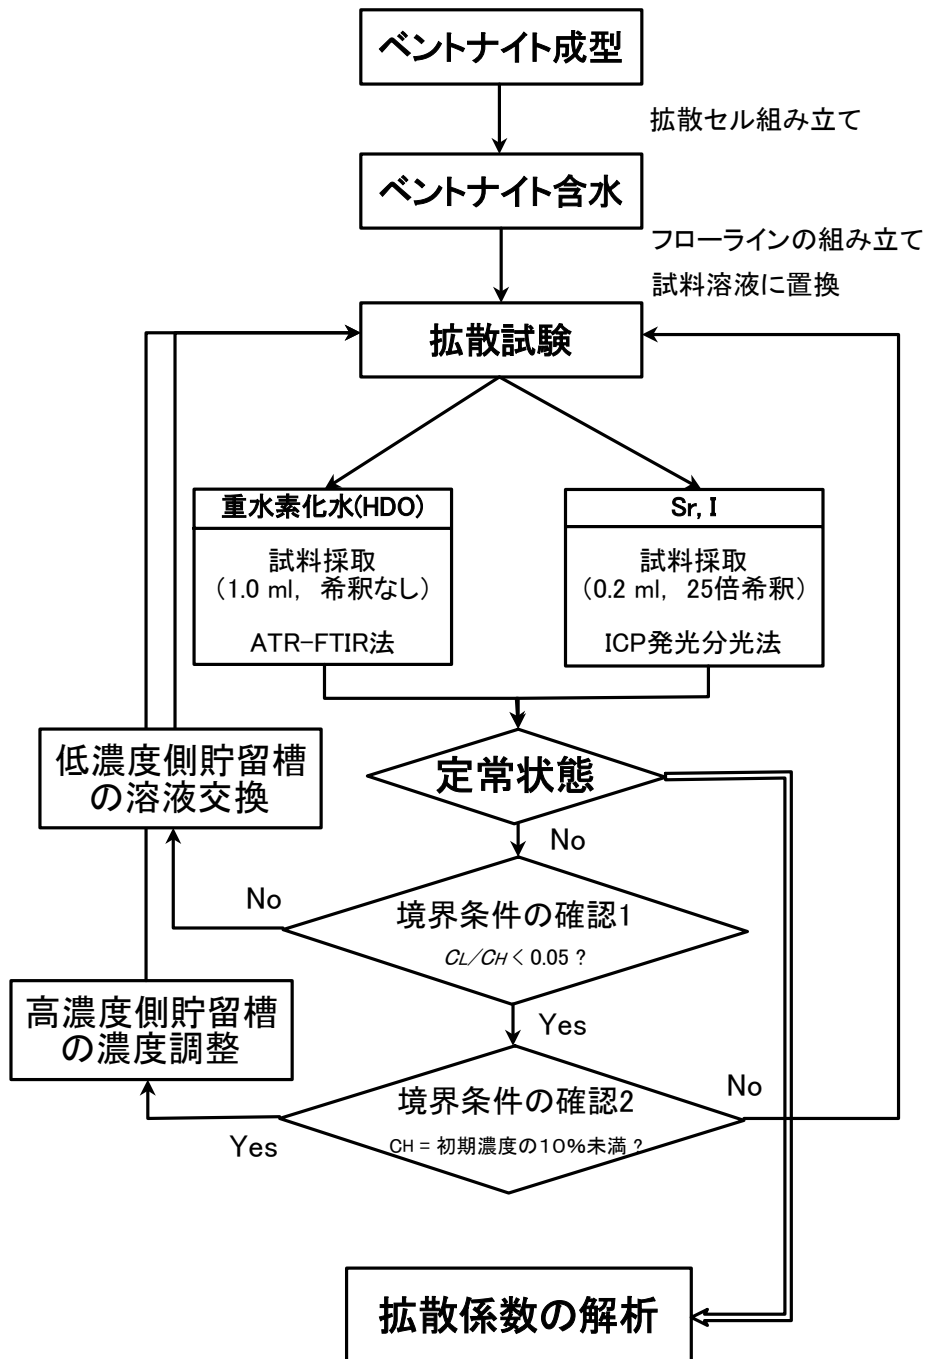 ベントナイト成型
拡散セル組み立て
ベントナイト含水
フローラインの組み立て
試料溶液に置換
拡散試験
重水素化水(HDO)
試料採取
(1.0 ml, 希釈なし)
ATR-FTIR法
Sr, I
試料採取
(0.2 ml, 25倍希釈)
ICP発光分光法
定常状態
No
低濃度側貯留槽
の溶液交換
No
境界条件の確認1
CL/CH < 0.05 ?
Yes
高濃度側貯留槽
の濃度調整
境界条件の確認2
CH = 初期濃度の10%未満 ?
Yes
No
拡散係数の解析